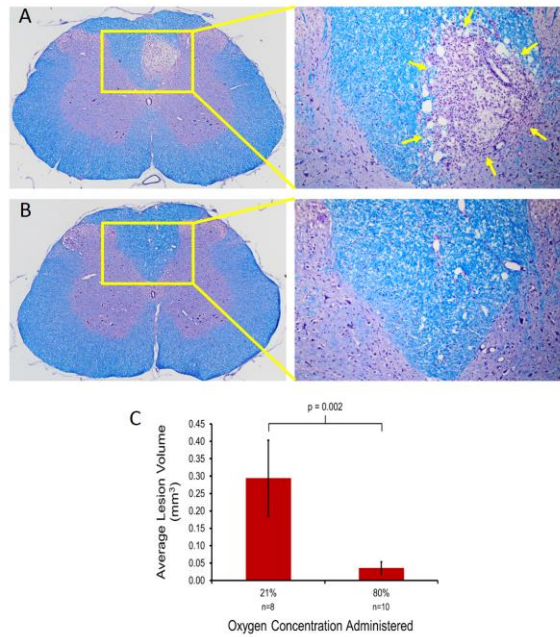 A
B
C
p = 0.002
Average Lesion Volume
(mm³)
0.45
0.40
0.35
0.30
0.25
0.20
0.15
0.10
0.05
0.00
21%
80%
n=8
n=10
Oxygen Concentration Administered